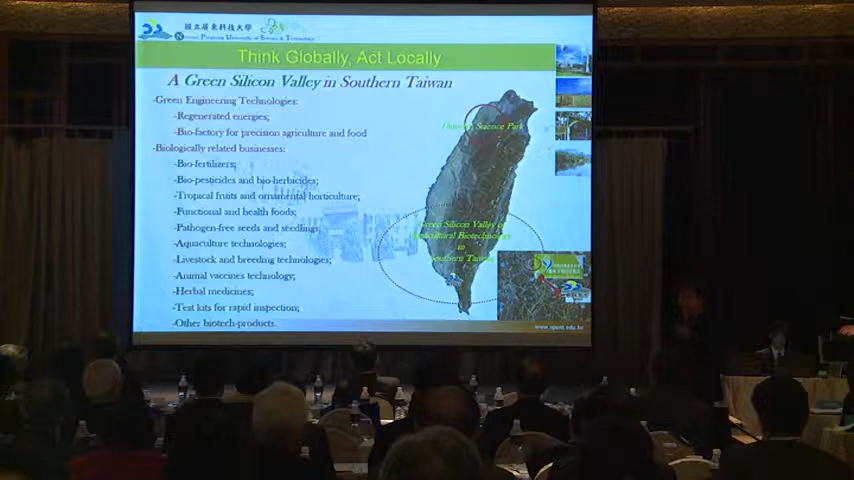 國立屏東科技大學
National Pingtung University of Science & Technology
Think Globally, Act Locally
A Green Silicon Valley in Southern Taiwan
-Green Engineering Technologies:
-Regenerated energies;
-Bio-factory for precision agriculture and food
-Biologically related businesses:
-Bio-fertilizers;
-Bio-pesticides and bio-herbicides;
-Tropical fruits and ornamental horticulture;
-Functional and health foods;
-Pathogen-free seeds and seedlings;
-Aquaculture technologies;
-Livestock and breeding technologies;
-Animal vaccines technology;
-Herbal medicines;
-Test kits for rapid inspection;
-Other biotech-products.
Science Park
Green Silicon Valley of
Agricultural Biotechnology
in
Southern Taiwan
www.npust.edu.tw